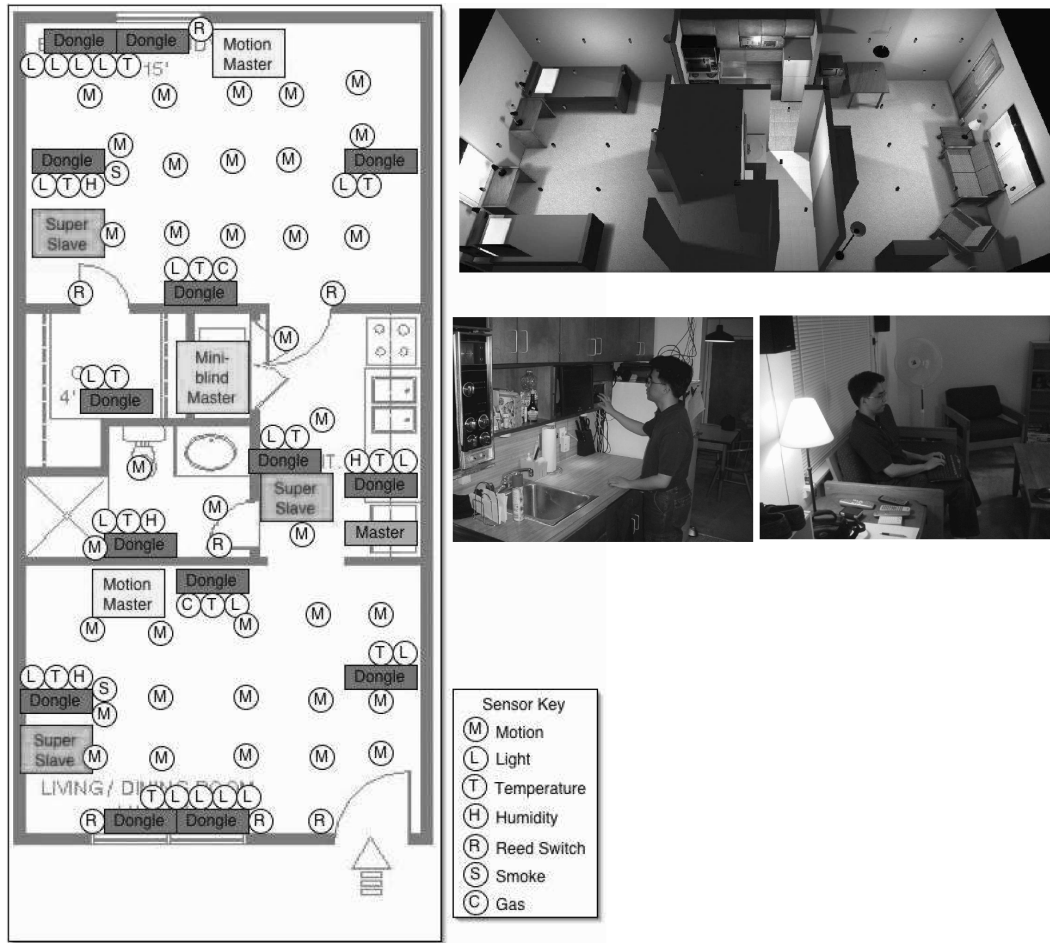 R
Dongle Dongle
Motion
Master
L L L L T
15'
M
M M M M
M
M
Dongle
S
M M M
Dongle
L T H
L T
Super
Slave
M M M M M
L T C
R
Dongle
R
M
Mini-
blind
Master
L T
4'
Dongle
M
L T
M
Dongle
H T L
Dongle
Super
Slave
L T H
M
Master
M
Dongle
R
M
Motion
Master
Dongle
C T L
M M M M M
L T H
S
T L
Dongle
Dongle
M
M M M M
Super
Slave
M M M M M
LIVING / DINING ROOM
T L L L L
R
Dongle Dongle
R
R
Sensor Key
M Motion
L Light
T Temperature
H Humidity
R Reed Switch
S Smoke
C Gas